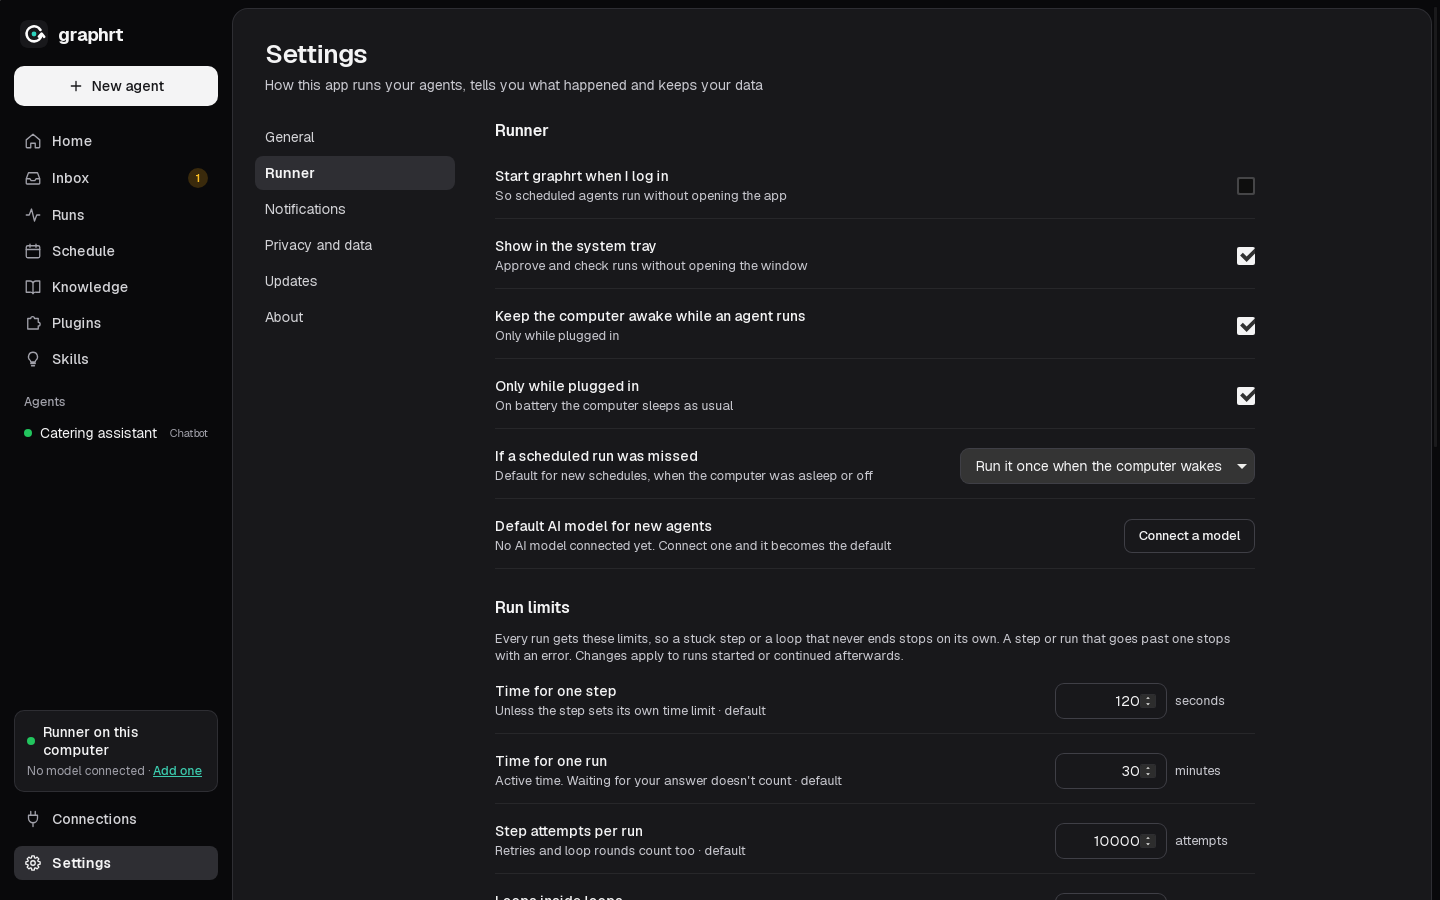 graphrt
New agent
Home
Inbox
1
Runs
Schedule
Knowledge
Plugins
Skills
Agents
Catering assistant
Chatbot
Runner on this
computer
No model connected · Add one
Connections
Settings
Settings
How this app runs your agents, tells you what happened and keeps your data
General
Runner
Notifications
Privacy and data
Updates
About
Runner
Start graphrt when I log in
So scheduled agents run without opening the app
Show in the system tray
Approve and check runs without opening the window
Keep the computer awake while an agent runs
Only while plugged in
Only while plugged in
On battery the computer sleeps as usual
If a scheduled run was missed
Default for new schedules, when the computer was asleep or off
Run it once when the computer wakes
Default AI model for new agents
No AI model connected yet. Connect one and it becomes the default
Connect a model
Run limits
Every run gets these limits, so a stuck step or a loop that never ends stops on its own. A step or run that goes past one stops
with an error. Changes apply to runs started or continued afterwards.
Time for one step
Unless the step sets its own time limit · default
120 seconds
Time for one run
Active time. Waiting for your answer doesn't count · default
30 minutes
Step attempts per run
Retries and loop rounds count too · default
10000 attempts
Loops inside loops